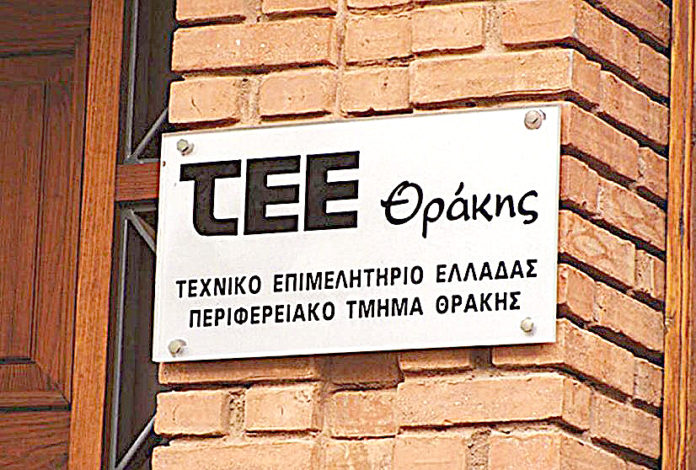 ΤΕΕ Θράκης
ΤΕΧΝΙΚΟ ΕΠΙΜΕΛΗΤΗΡΙΟ ΕΛΛΑΔΑΣ
ΠΕΡΙΦΕΡΕΙΑΚΟ ΤΜΗΜΑ ΘΡΑΚΗΣ